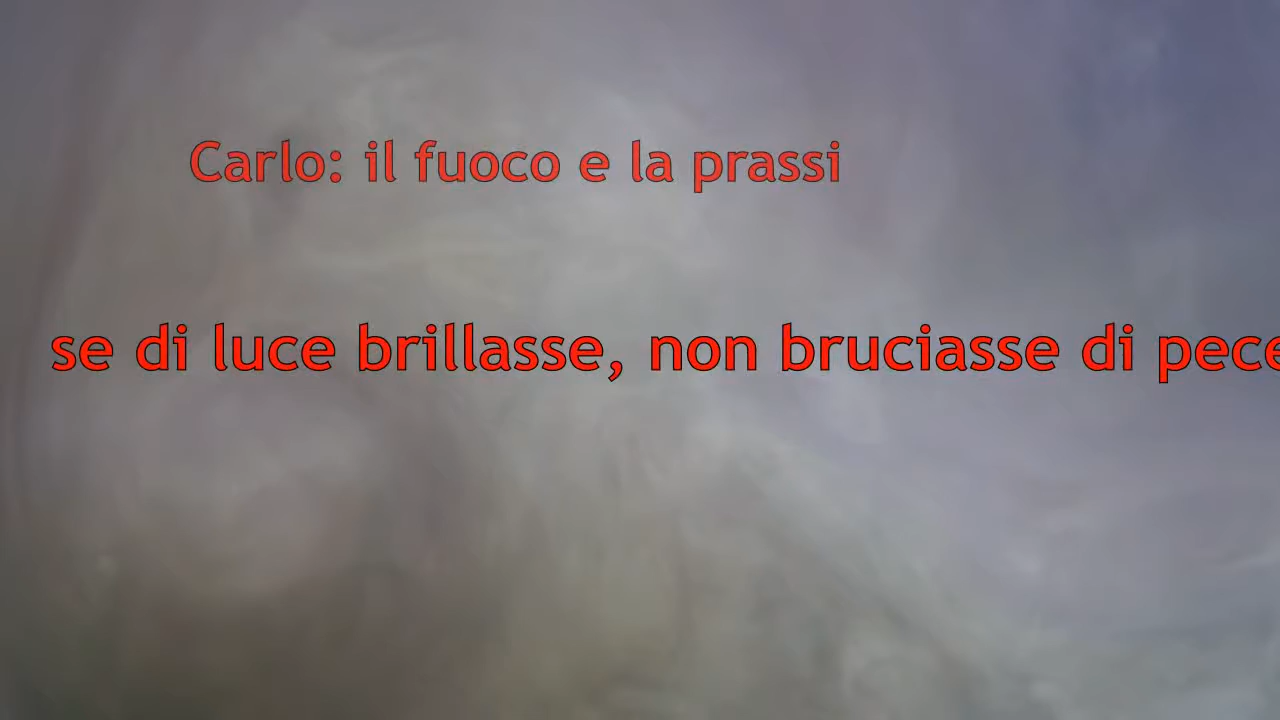 Carlo: il fuoco e la prassi
se di luce brillasse, non bruciasse di pece